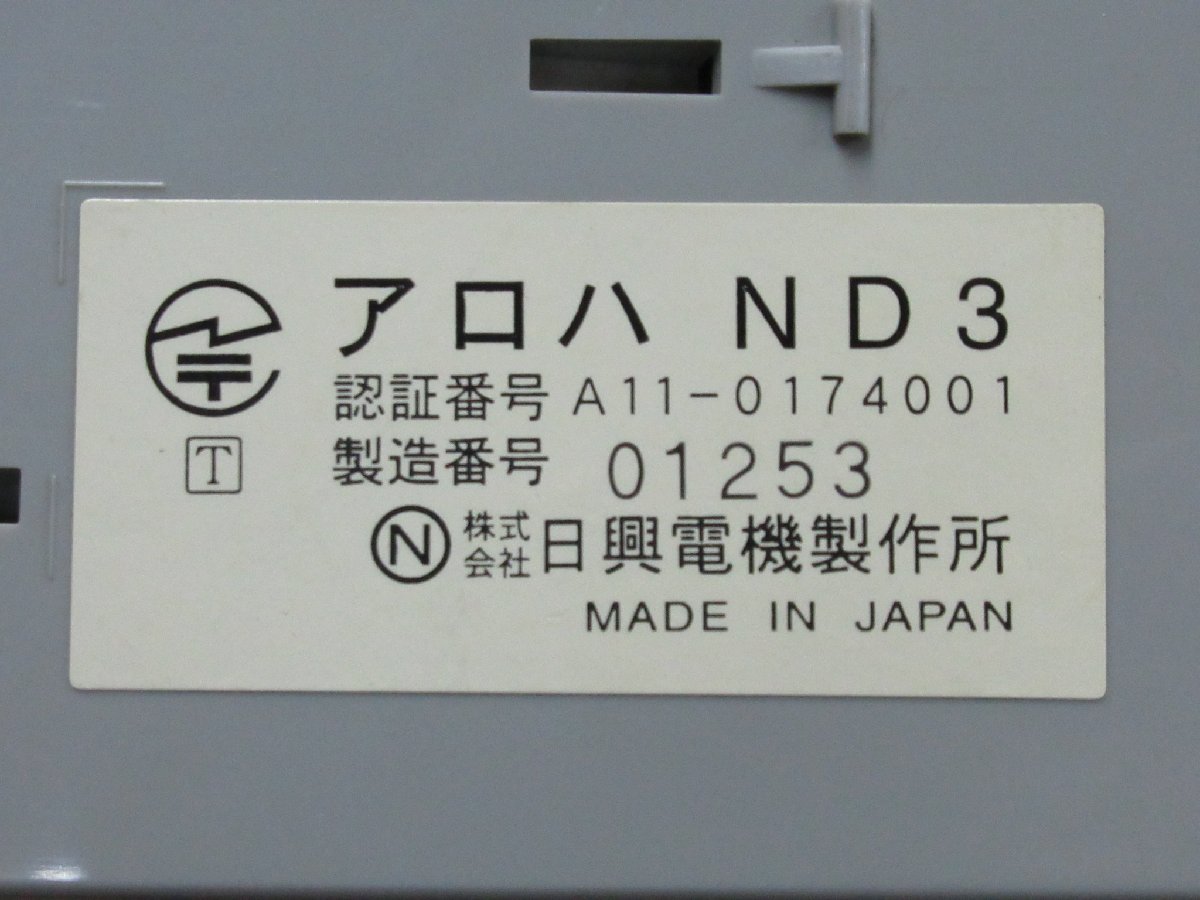 アロハ ND3
認証番号 A11-0174001
T
製造番号 01253
N 株式会社 日興電機製作所
MADE IN JAPAN